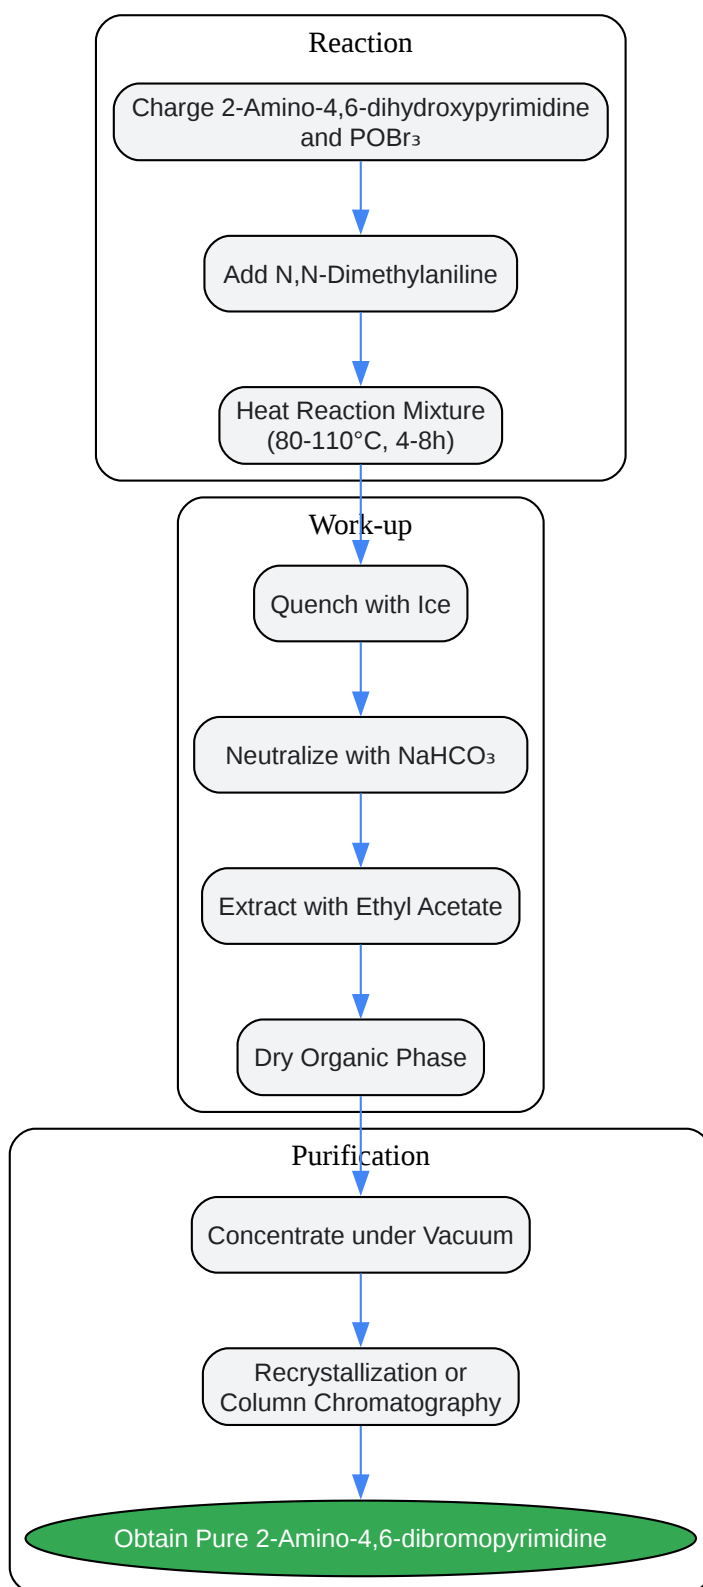 Reaction
Charge 2-Amino-4,6-dihydroxypyrimidine
and POBr₃
Add N,N-Dimethylaniline
Heat Reaction Mixture
(80-110°C, 4-8h)
Work-up
Quench with Ice
Neutralize with NaHCO₃
Extract with Ethyl Acetate
Dry Organic Phase
Purification
Concentrate under Vacuum
Recrystallization or
Column Chromatography
Obtain Pure 2-Amino-4,6-dibromopyrimidine